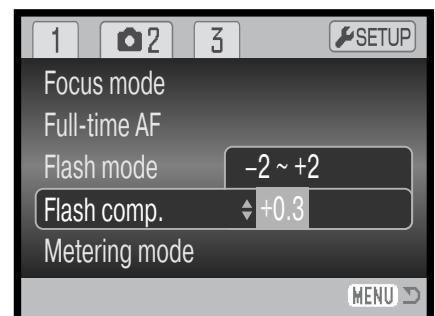 1 2 3 SETUP
Focus mode
Full-time AF
Flash mode −2 ~ +2
Flash comp. +0.3
Metering mode
MENU